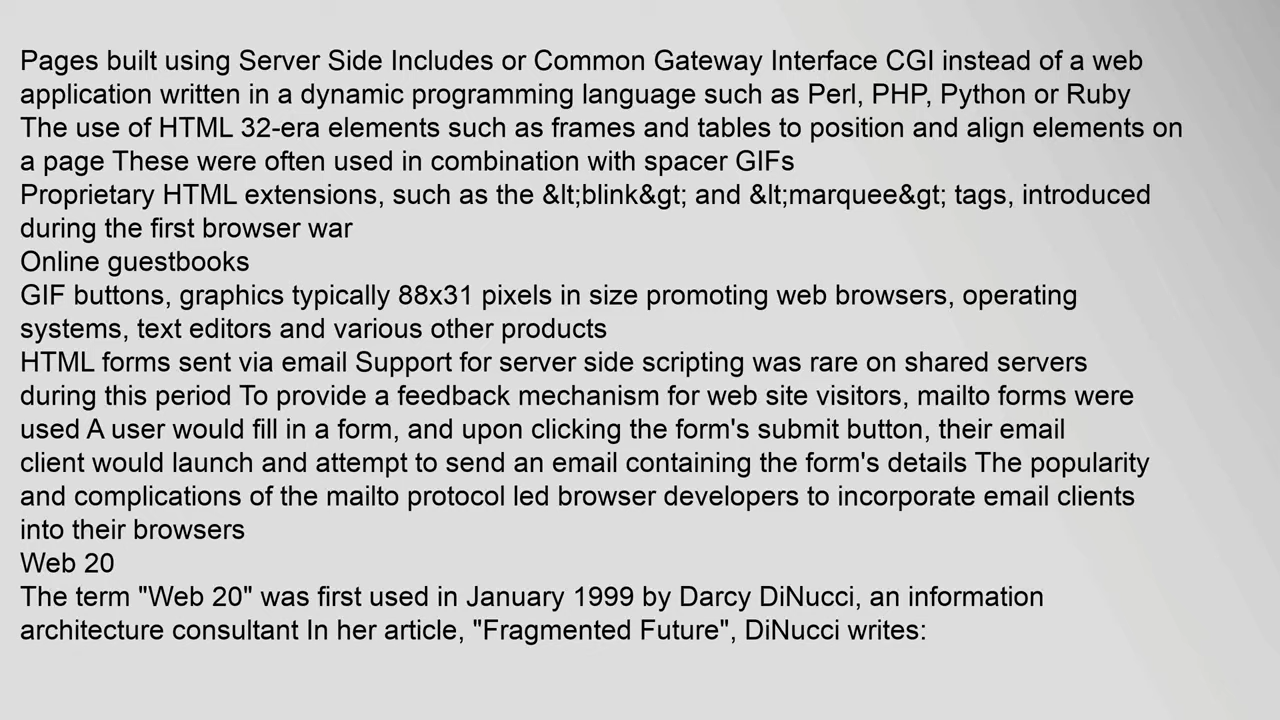 Pages built using Server Side Includes or Common Gateway Interface CGI instead of a web
application written in a dynamic programming language such as Perl, PHP, Python or Ruby
The use of HTML 32-era elements such as frames and tables to position and align elements on
a page These were often used in combination with spacer GIFs
Proprietary HTML extensions, such as the &lt;blink&gt; and &lt;marquee&gt; tags, introduced
during the first browser war
Online guestbooks
GIF buttons, graphics typically 88x31 pixels in size promoting web browsers, operating
systems, text editors and various other products
HTML forms sent via email Support for server side scripting was rare on shared servers
during this period To provide a feedback mechanism for web site visitors, mailto forms were
used A user would fill in a form, and upon clicking the form's submit button, their email
client would launch and attempt to send an email containing the form's details The popularity
and complications of the mailto protocol led browser developers to incorporate email clients
into their browsers
Web 20
The term "Web 20" was first used in January 1999 by Darcy DiNucci, an information
architecture consultant In her article, "Fragmented Future", DiNucci writes: